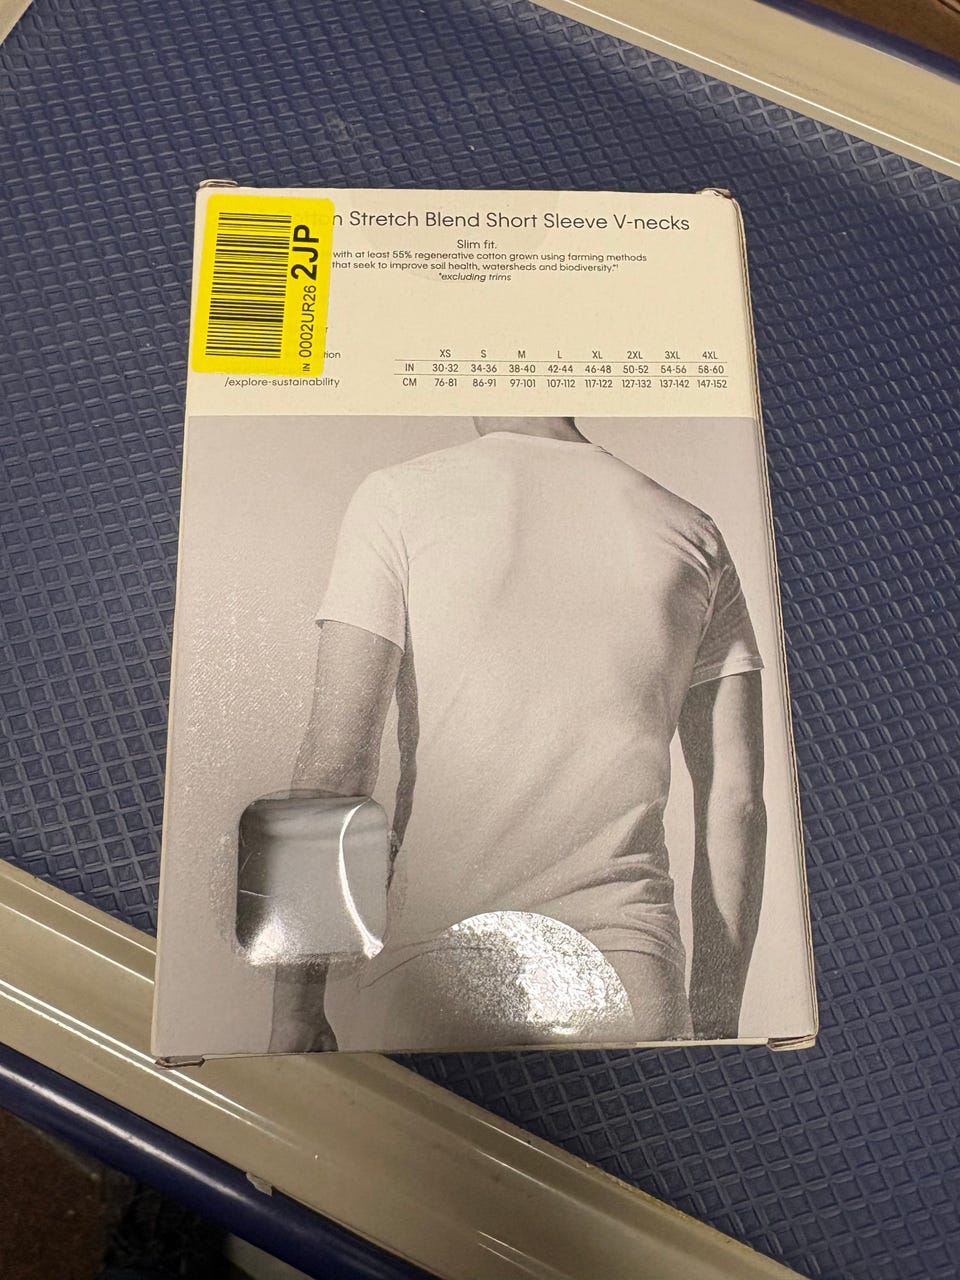 Stretch Blend Short Sleeve V-necks
Slim fit.
with at least 55% regenerative cotton grown using farming methods
that seek to improve soil health, watersheds and biodiversity.*¹
*excluding trims
IN 0002UR26 2JP
/explore-sustainability
XS S M L XL 2XL 3XL 4XL
IN 30-32 34-36 38-40 42-44 46-48 50-52 54-56 58-60
CM 76-81 86-91 97-101 107-112 117-122 127-132 137-142 147-152